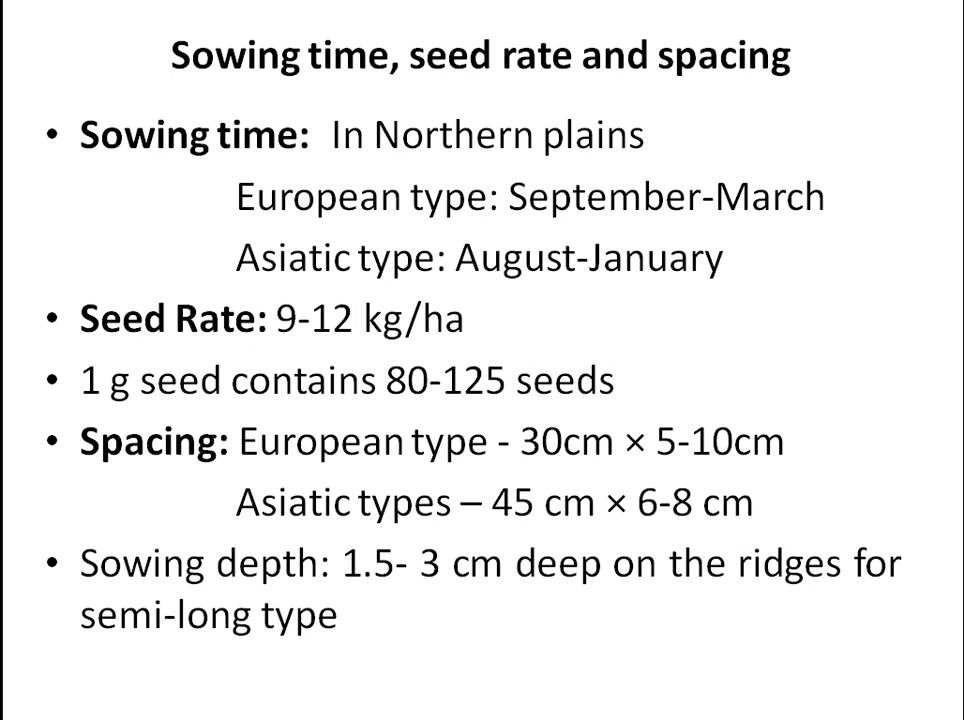 Sowing time, seed rate and spacing
• Sowing time: In Northern plains
European type: September-March
Asiatic type: August-January
• Seed Rate: 9-12 kg/ha
• 1 g seed contains 80-125 seeds
• Spacing: European type - 30cm × 5-10cm
Asiatic types – 45 cm × 6-8 cm
• Sowing depth: 1.5- 3 cm deep on the ridges for
semi-long type